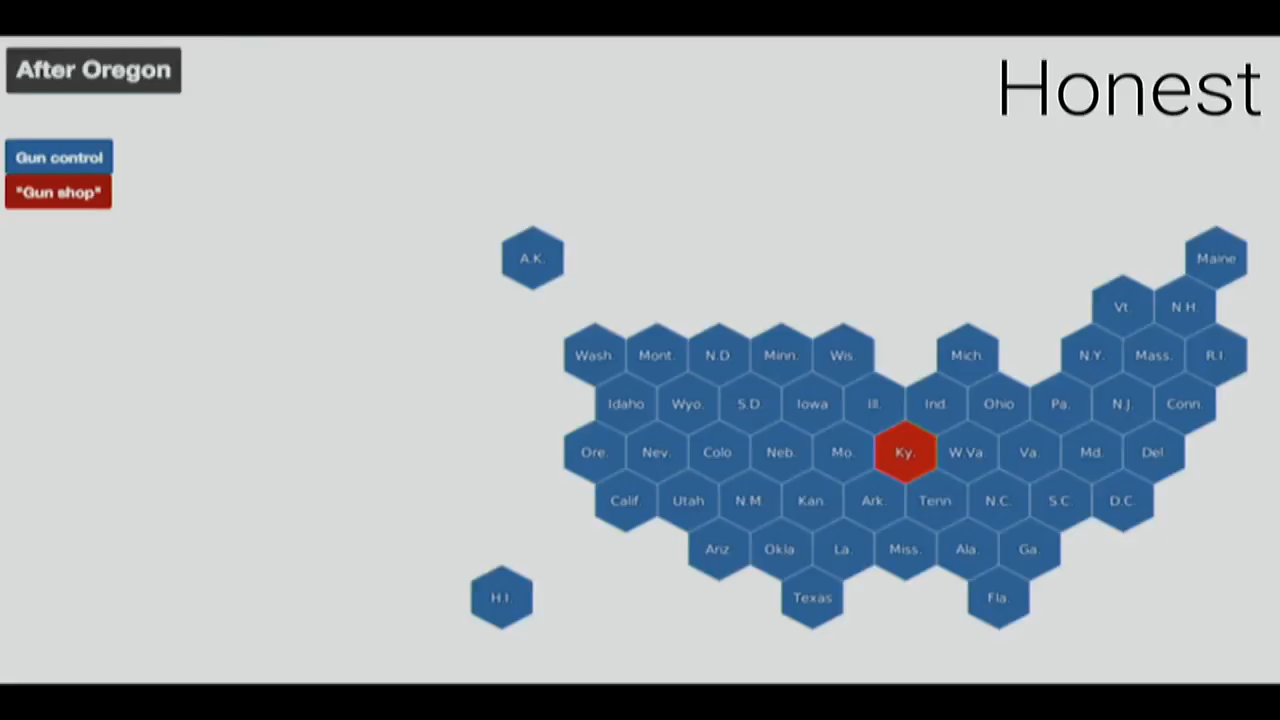 After Oregon
Honest
Gun control
"Gun shop"
A.K.
Maine
Vt.
N.H.
Wash.
Mont.
N.D
Minn.
Wis.
Mich.
N.Y.
Mass.
R.I.
Idaho
Wyo.
S.D.
Iowa
Ill.
Ind.
Ohio
Pa.
N.J.
Conn.
Ore.
Nev.
Colo
Neb.
Mo.
Ky.
W.Va
Va.
Md.
Del.
Calif.
Utah
N.M.
Kan.
Ark.
Tenn.
N.C.
S.C.
D.C.
Ariz.
Okla.
La.
Miss.
Ala.
Ga.
H.I.
Texas
Fla.